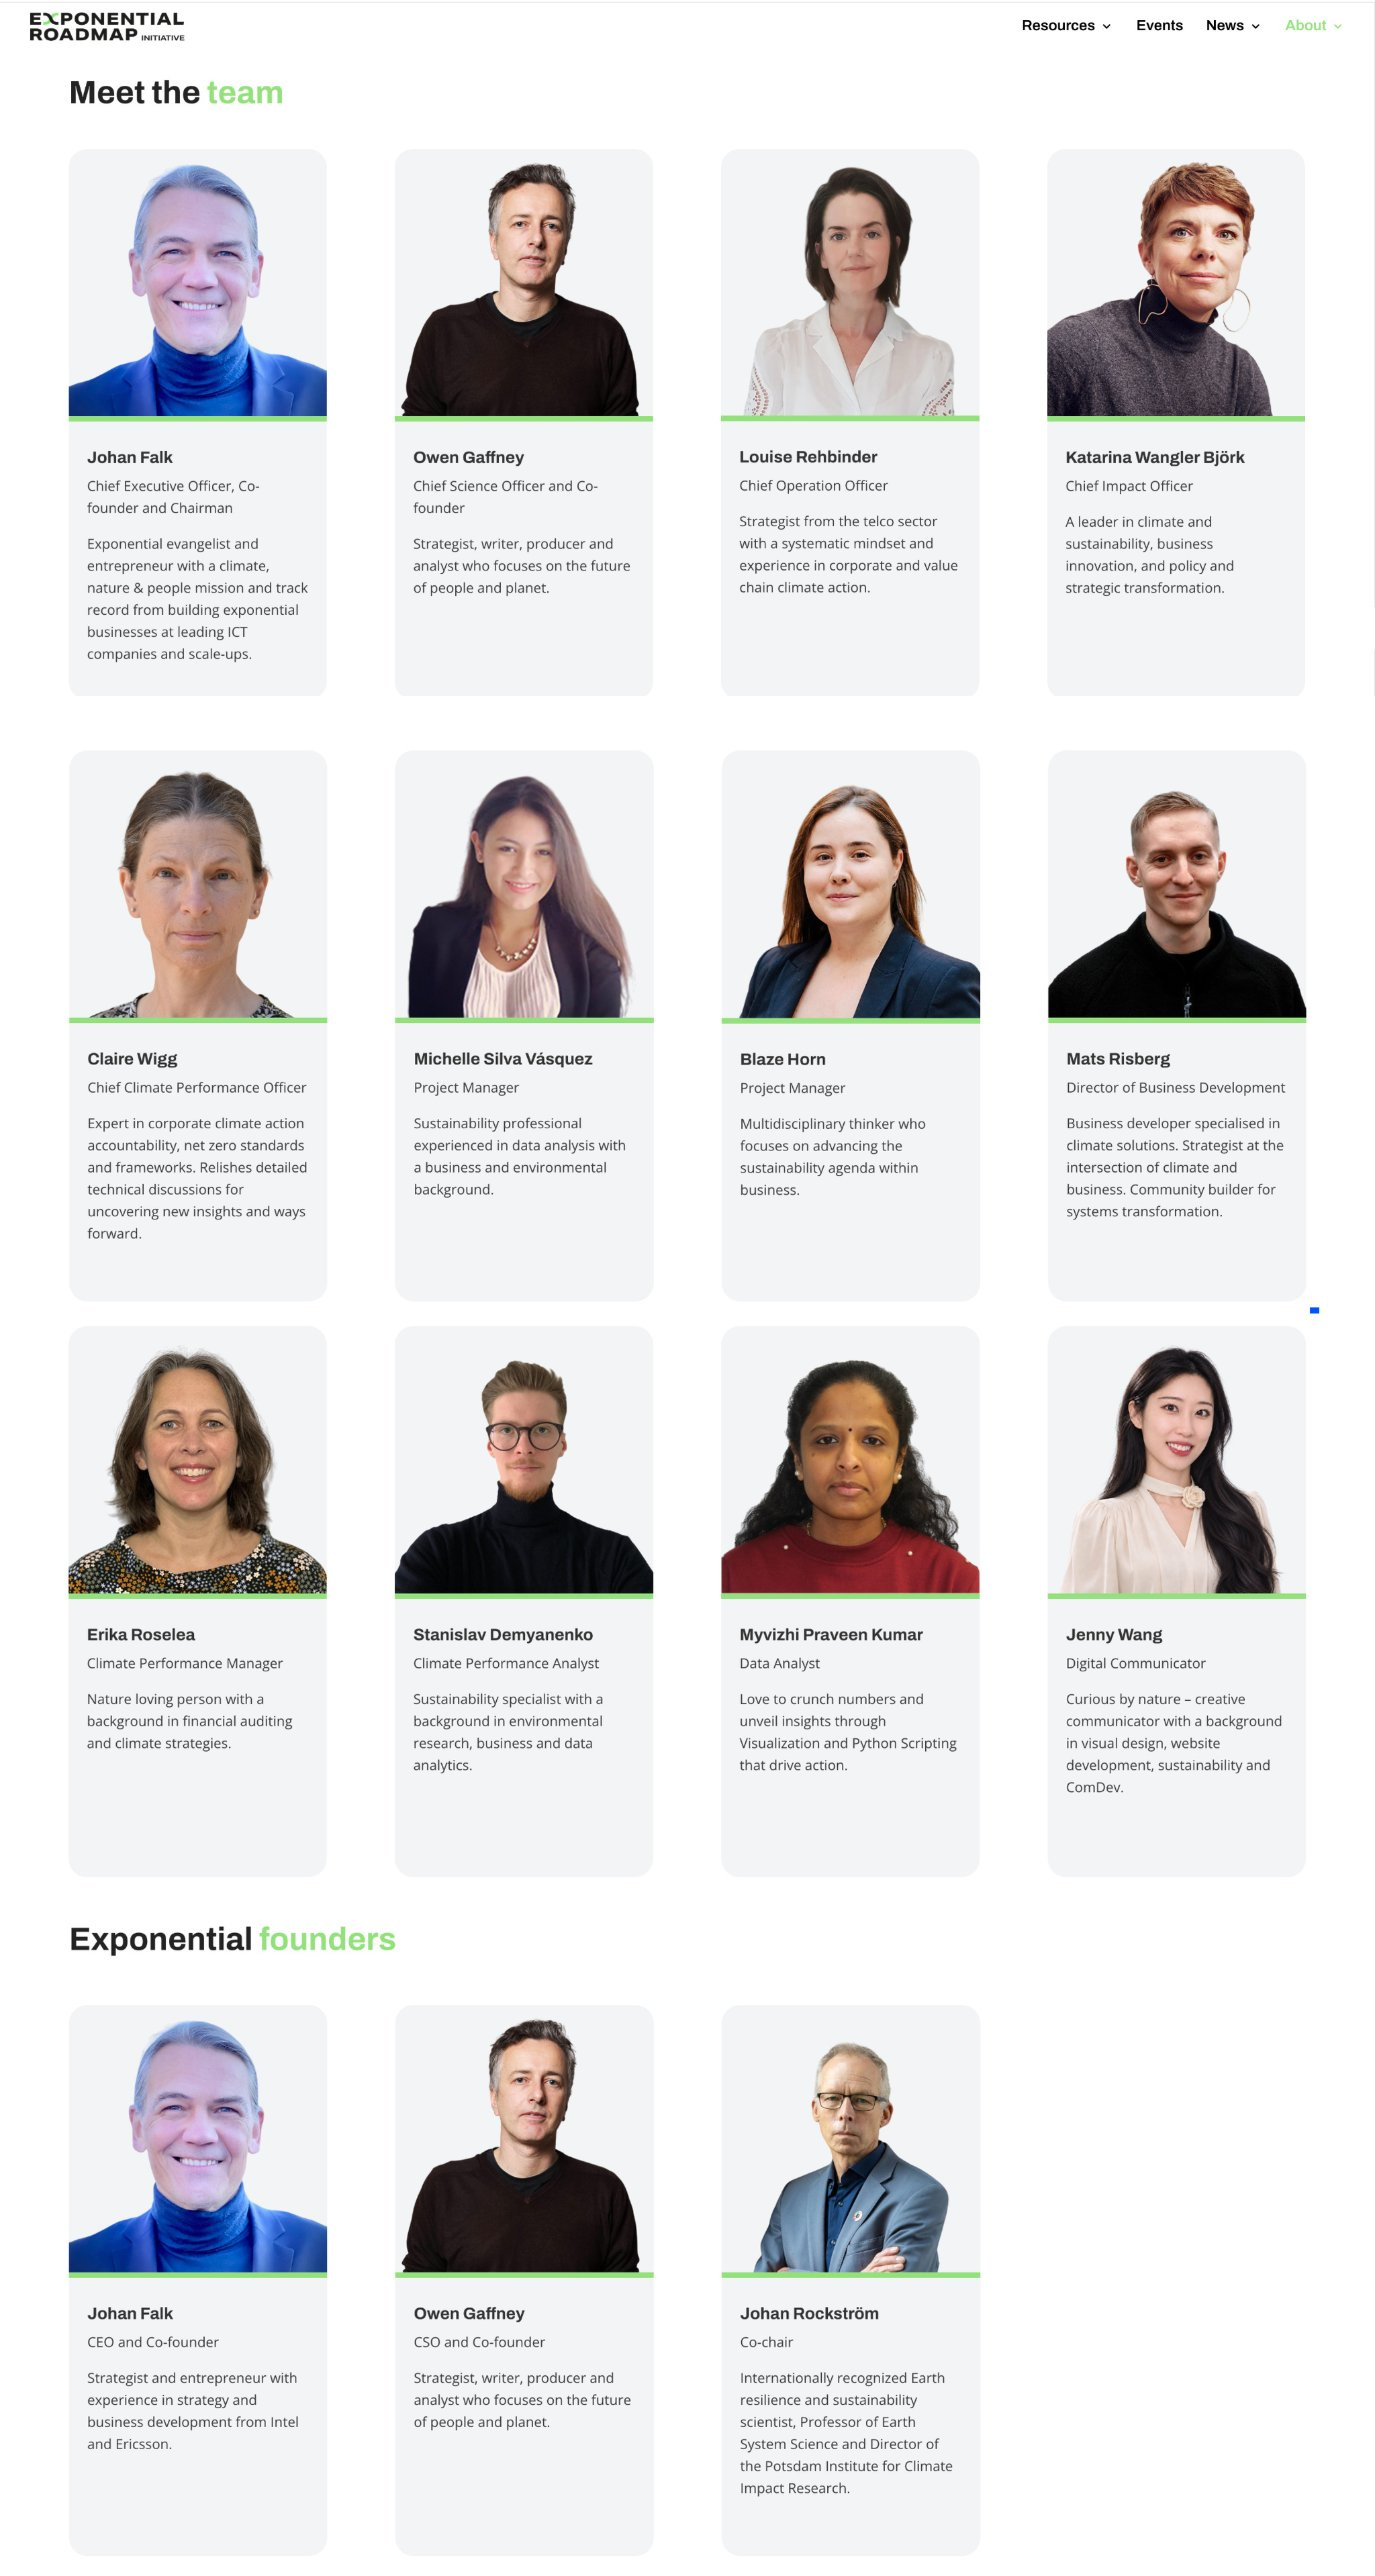 EXPONENTIAL
ROADMAP INITIATIVE
Resources
Events
News
About
Meet the team
Johan Falk
Chief Executive Officer, Co-
founder and Chairman
Exponential evangelist and
entrepreneur with a climate,
nature & people mission and track
record from building exponential
businesses at leading ICT
companies and scale-ups.
Owen Gaffney
Chief Science Officer and Co-
founder
Strategist, writer, producer and
analyst who focuses on the future
of people and planet.
Louise Rehbinder
Chief Operation Officer
Strategist from the telco sector
with a systematic mindset and
experience in corporate and value
chain climate action.
Katarina Wangler Björk
Chief Impact Officer
A leader in climate and
sustainability, business
innovation, and policy and
strategic transformation.
Claire Wigg
Chief Climate Performance Officer
Expert in corporate climate action
accountability, net zero standards
and frameworks. Relishes detailed
technical discussions for
uncovering new insights and ways
forward.
Michelle Silva Vásquez
Project Manager
Sustainability professional
experienced in data analysis with
a business and environmental
background.
Blaze Horn
Project Manager
Multidisciplinary thinker who
focuses on advancing the
sustainability agenda within
business.
Mats Risberg
Director of Business Development
Business developer specialised in
climate solutions. Strategist at the
intersection of climate and
business. Community builder for
systems transformation.
Erika Roselea
Climate Performance Manager
Nature loving person with a
background in financial auditing
and climate strategies.
Stanislav Demyanenko
Climate Performance Analyst
Sustainability specialist with a
background in environmental
research, business and data
analytics.
Myvizhi Praveen Kumar
Data Analyst
Love to crunch numbers and
unveil insights through
Visualization and Python Scripting
that drive action.
Jenny Wang
Digital Communicator
Curious by nature – creative
communicator with a background
in visual design, website
development, sustainability and
ComDev.
Exponential founders
Johan Falk
CEO and Co-founder
Strategist and entrepreneur with
experience in strategy and
business development from Intel
and Ericsson.
Owen Gaffney
CSO and Co-founder
Strategist, writer, producer and
analyst who focuses on the future
of people and planet.
Johan Rockström
Co-chair
Internationally recognized Earth
resilience and sustainability
scientist, Professor of Earth
System Science and Director of
the Potsdam Institute for Climate
Impact Research.